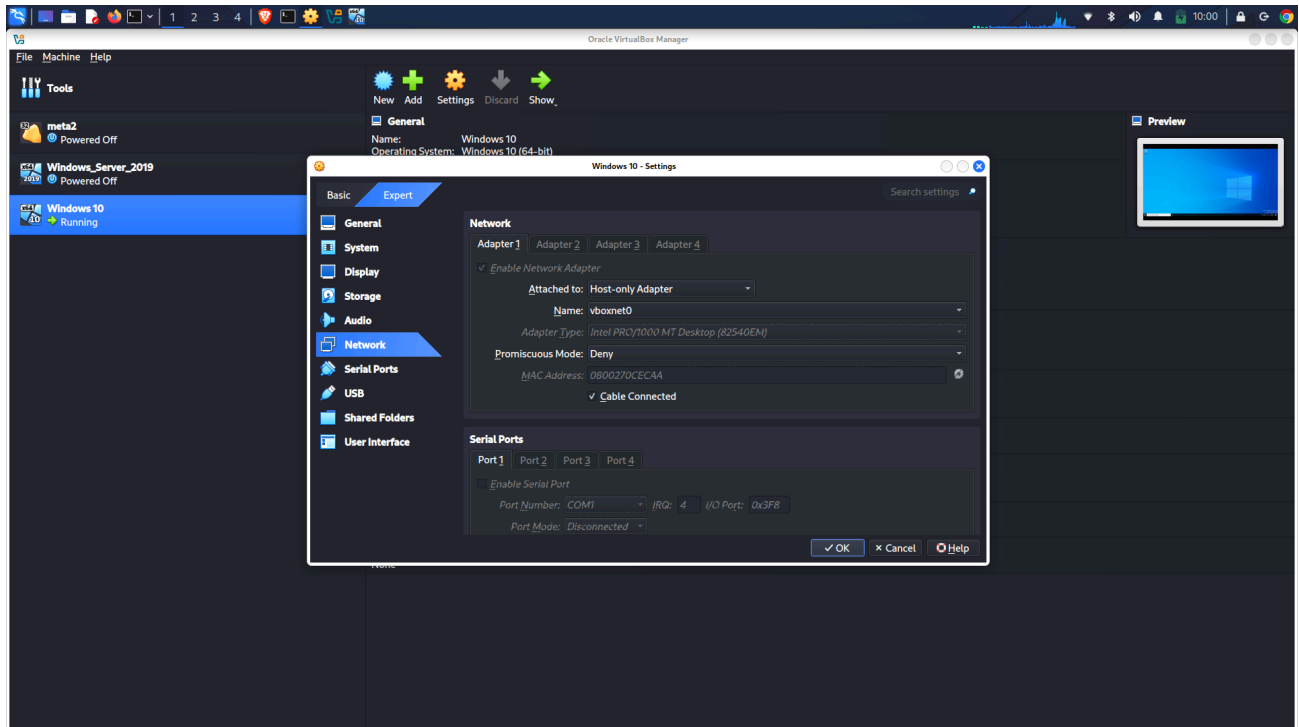 1 2 3 4 10:00
Oracle VirtualBox Manager
File Machine Help
Tools
New Add Settings Discard Show
meta2
Powered Off
Windows_Server_2019
Powered Off
Windows 10
Running
General
Name: Windows 10
Operating System: Windows 10 (64-bit)
Preview
Windows 10 - Settings
Basic Expert
Search settings
General
System
Display
Storage
Audio
Network
Serial Ports
USB
Shared Folders
User Interface
Network
Adapter 1 Adapter 2 Adapter 3 Adapter 4
Enable Network Adapter
Attached to: Host-only Adapter
Name: vboxnet0
Adapter Type: Intel PRO/1000 MT Desktop (82540EM)
Promiscuous Mode: Deny
MAC Address: 0800270CECAA
Cable Connected
Serial Ports
Port 1 Port 2 Port 3 Port 4
Enable Serial Port
Port Number: COM1 IRQ: 4 I/O Port: 0x3F8
Port Mode: Disconnected
OK Cancel Help
None